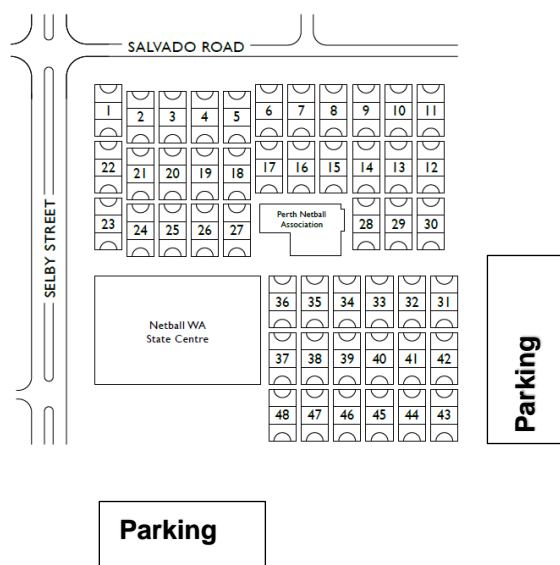 SALVADO ROAD
SELBY STREET
1 2 3 4 5 6 7 8 9 10 11
22 21 20 19 18 17 16 15 14 13 12
23 24 25 26 27
Perth Netball
Association
28 29 30
Netball WA
State Centre
36 35 34 33 32 31
37 38 39 40 41 42
48 47 46 45 44 43
Parking
Parking